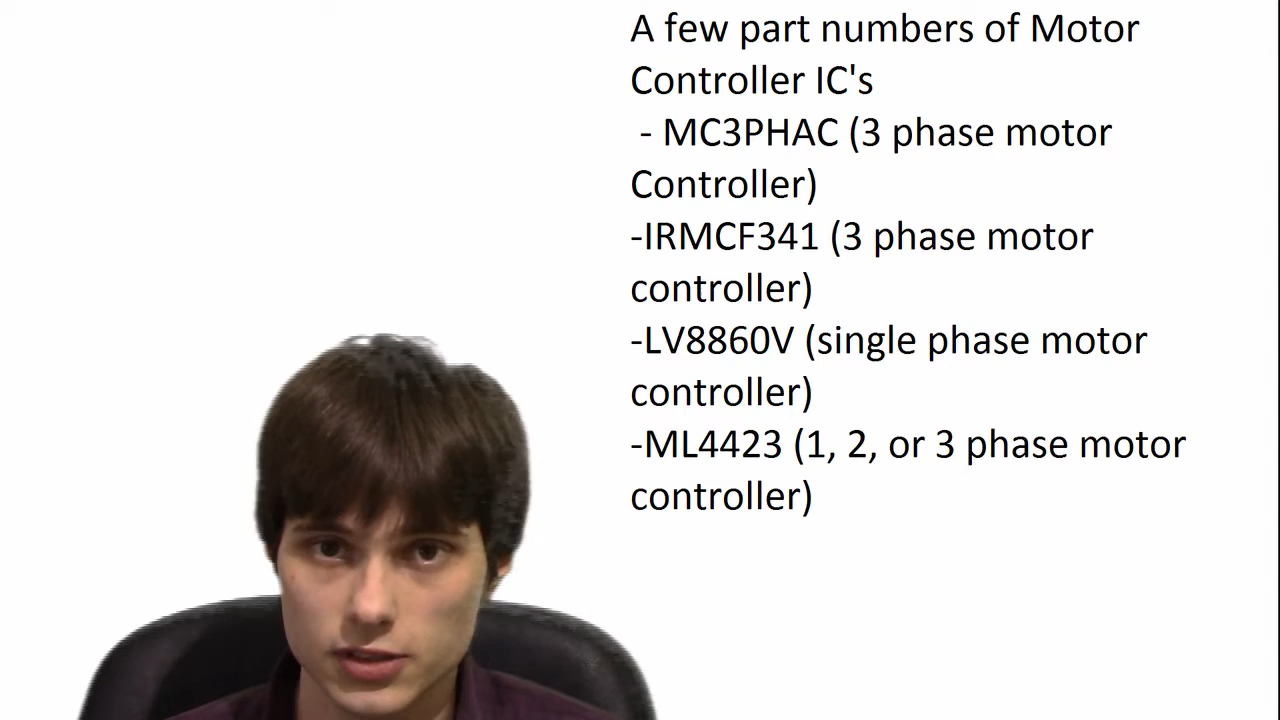 A few part numbers of Motor
Controller IC's
- MC3PHAC (3 phase motor
Controller)
-IRMCF341 (3 phase motor
controller)
-LV8860V (single phase motor
controller)
-ML4423 (1, 2, or 3 phase motor
controller)